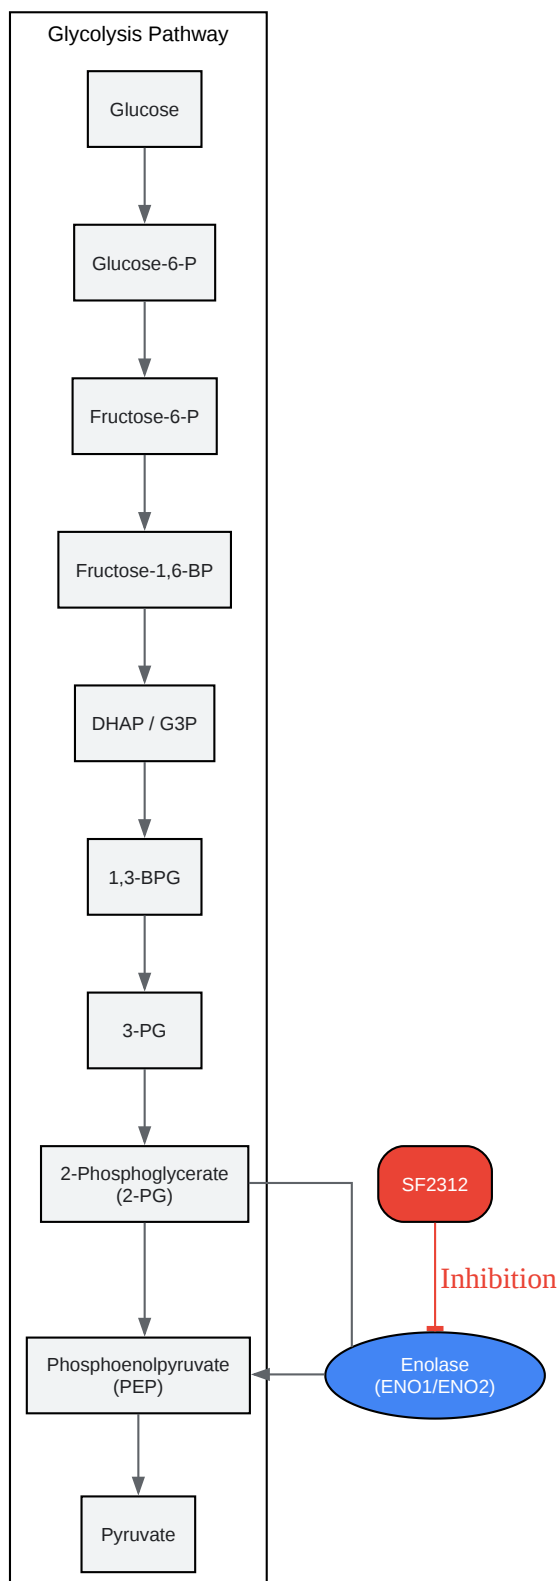 Glycolysis Pathway
Glucose
Glucose-6-P
Fructose-6-P
Fructose-1,6-BP
DHAP / G3P
1,3-BPG
3-PG
2-Phosphoglycerate
(2-PG)
SF2312
Inhibition
Phosphoenolpyruvate
(PEP)
Enolase
(ENO1/ENO2)
Pyruvate